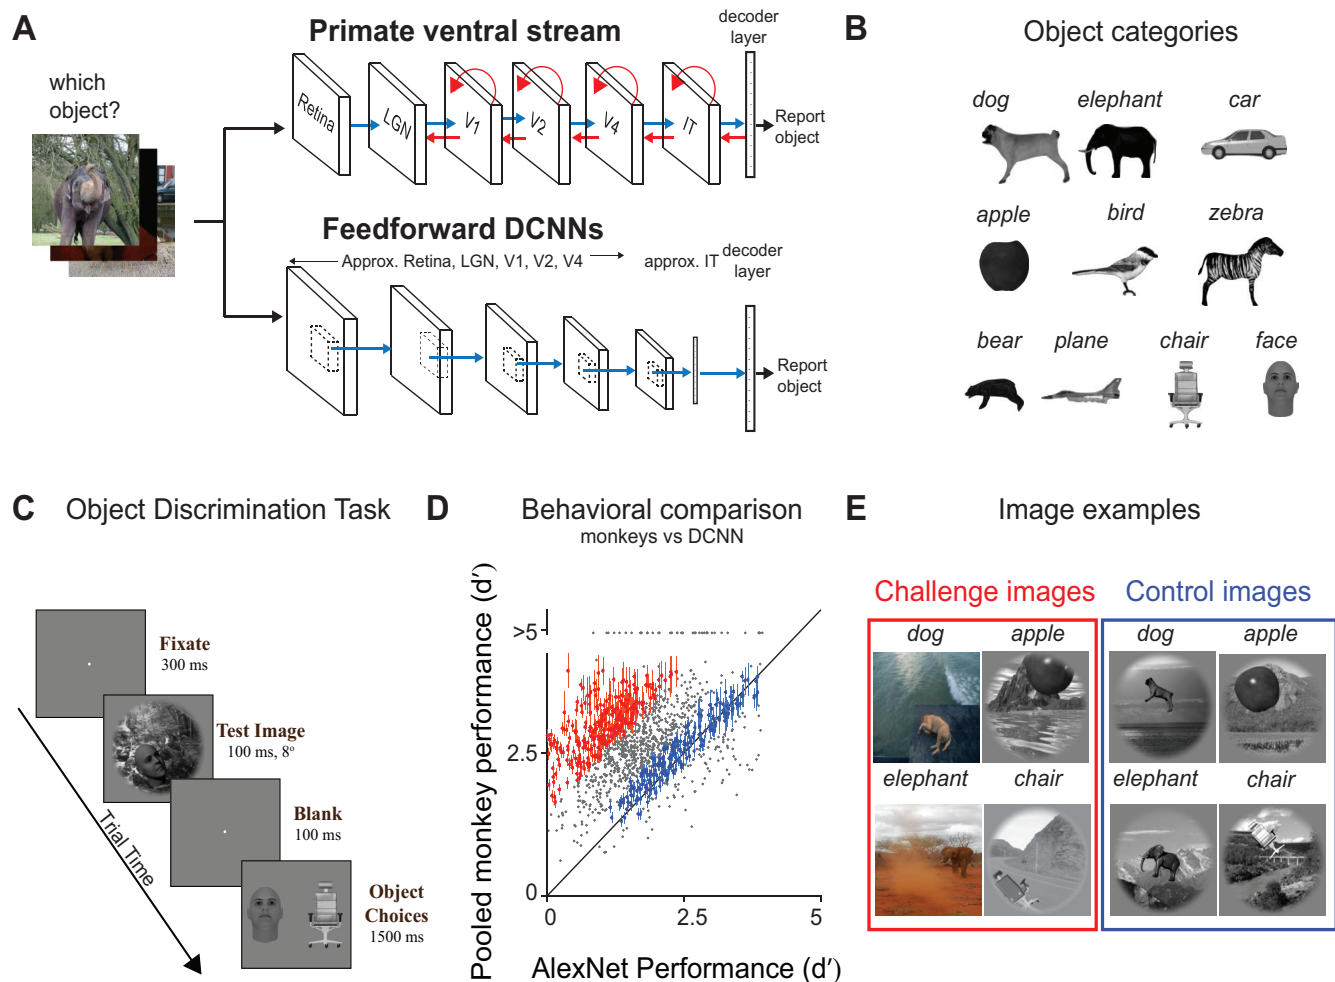 A
Primate ventral stream
decoder
layer
which
object?
Retina
LGN
V1
V2
V4
IT
Report
object
Feedforward DCNNs
Approx. Retina, LGN, V1, V2, V4
approx. IT
decoder
layer
Report
object
B
Object categories
dog
elephant
car
apple
bird
zebra
bear
plane
chair
face
C
Object Discrimination Task
Fixate
300 ms
Test Image
100 ms, 8º
Blank
100 ms
Object
Choices
1500 ms
Trial Time
D
Behavioral comparison
monkeys vs DCNN
Pooled monkey performance (d')
>5
2.5
0
0
2.5
5
AlexNet Performance (d')
E
Image examples
Challenge images
Control images
dog
apple
dog
apple
elephant
chair
elephant
chair